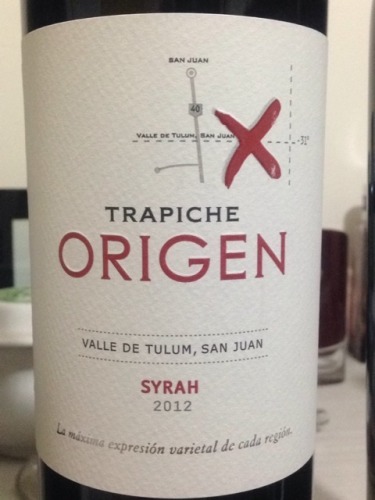 SAN JUAN
40
VALLE DE TULUM, SAN JUAN
-31°
TRAPICHE
ORIGEN
VALLE DE TULUM, SAN JUAN
SYRAH
2012
La máxima expresión varietal de cada región.